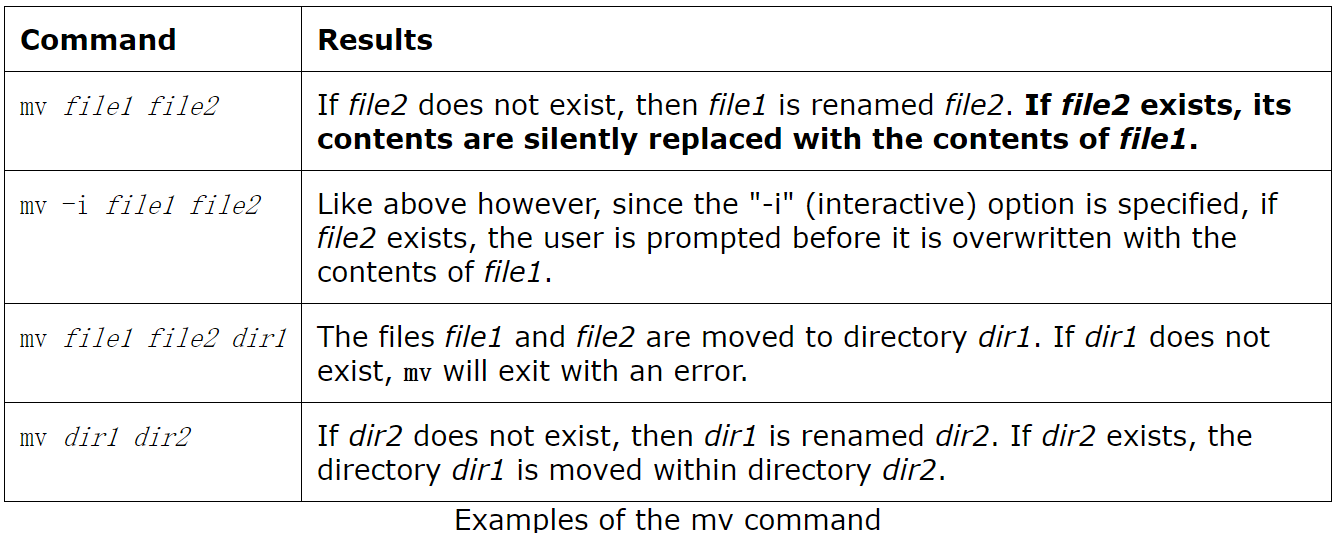 Command Results
mv file1 file2 If file2 does not exist, then file1 is renamed file2. If file2 exists, its
contents are silently replaced with the contents of file1.
mv -i file1 file2 Like above however, since the "-i" (interactive) option is specified, if
file2 exists, the user is prompted before it is overwritten with the
contents of file1.
mv file1 file2 dir1 The files file1 and file2 are moved to directory dir1. If dir1 does not
exist, mv will exit with an error.
mv dir1 dir2 If dir2 does not exist, then dir1 is renamed dir2. If dir2 exists, the
directory dir1 is moved within directory dir2.
Examples of the mv command